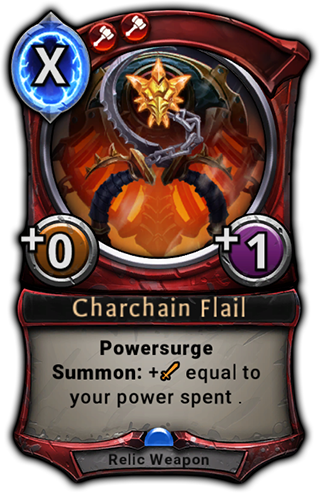 X
+0
+1
Charchain Flail
Powersurge
Summon: + equal to
your power spent .
Relic Weapon